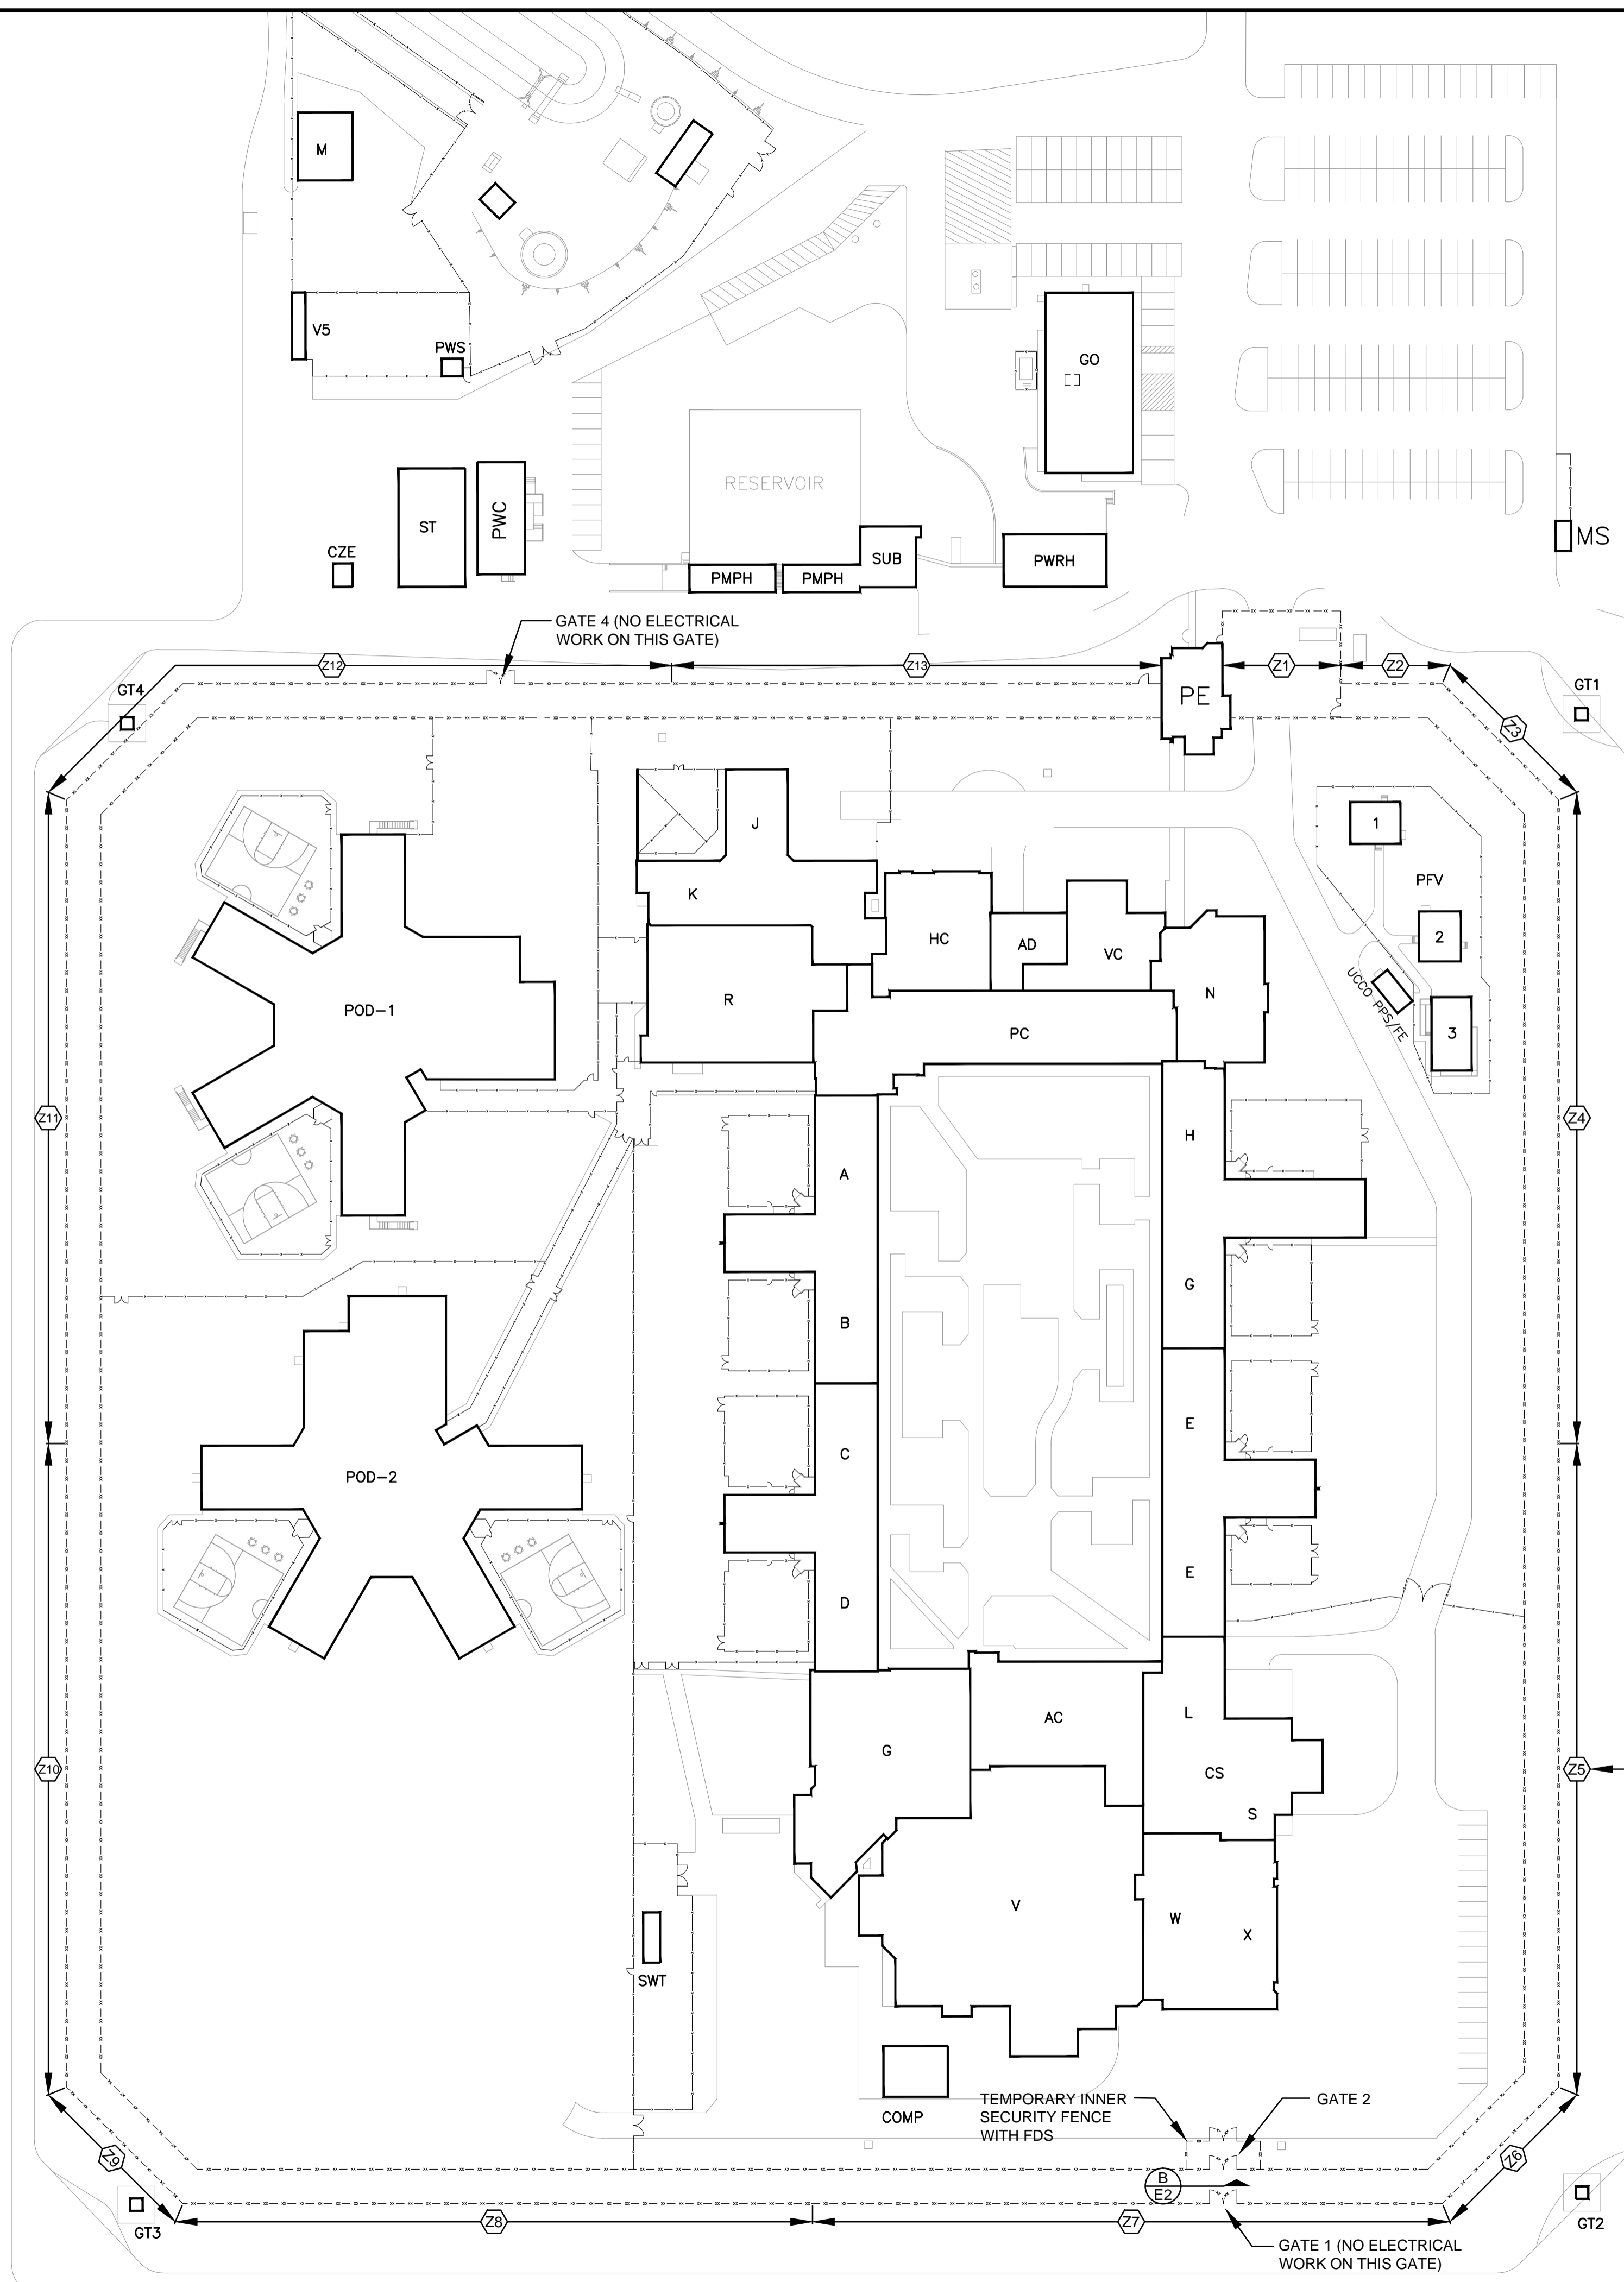 M
V5
PWS
GO
RESERVOIR
ST
PWC
CZE
SUB
PMPH
PMPH
PWRH
MS
GATE 4 (NO ELECTRICAL
WORK ON THIS GATE)
Z12
Z13
Z1
Z2
PE
GT4
GT1
Z3
J
K
1
PFV
2
UCCO PPS/FE
3
HC
AD
VC
N
R
POD-1
PC
Z11
H
Z4
A
G
B
E
C
POD-2
E
D
L
AC
G
CS
S
Z10
Z5
V
W
X
SWT
COMP
TEMPORARY INNER
SECURITY FENCE
WITH FDS
GATE 2
Z9
Z6
B
E2
GT3
Z8
Z7
GT2
GATE 1 (NO ELECTRICAL
WORK ON THIS GATE)